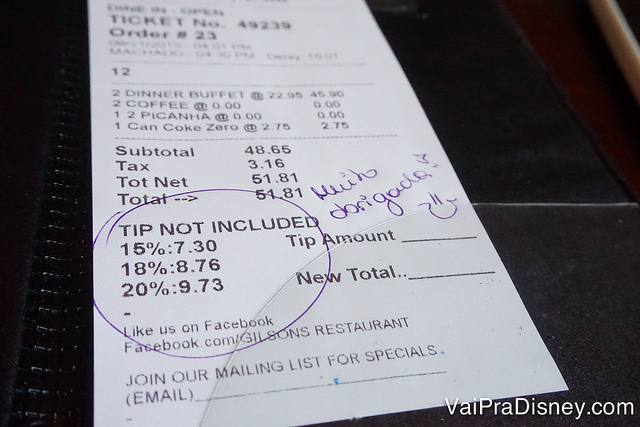 DINE IN - OPEN
TICKET No. 49239
Order # 23
12
2 DINNER BUFFET @ 22.95 45.90
2 COFFEE @ 0.00 0.00
1 2 PICANHA @ 0.00 0.00
1 Can Coke Zero @ 2.75 2.75
Subtotal 48.65
Tax 3.16
Tot Net 51.81
Total --> 51.81
Muito obrigada!
TIP NOT INCLUDED
15%:7.30 Tip Amount
18%:8.76
20%:9.73 New Total..
-
Like us on Facebook
Facebook.com/GILSONS RESTAURANT
JOIN OUR MAILING LIST FOR SPECIALS
(EMAIL)
VaiPraDisney.com